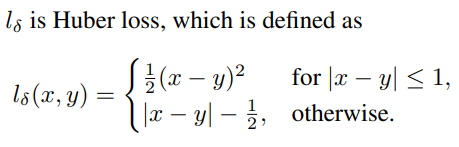 l_δ is Huber loss, which is defined as
l_δ(x, y) = { ½(x − y)² for |x − y| ≤ 1,
|x − y| − ½, otherwise.